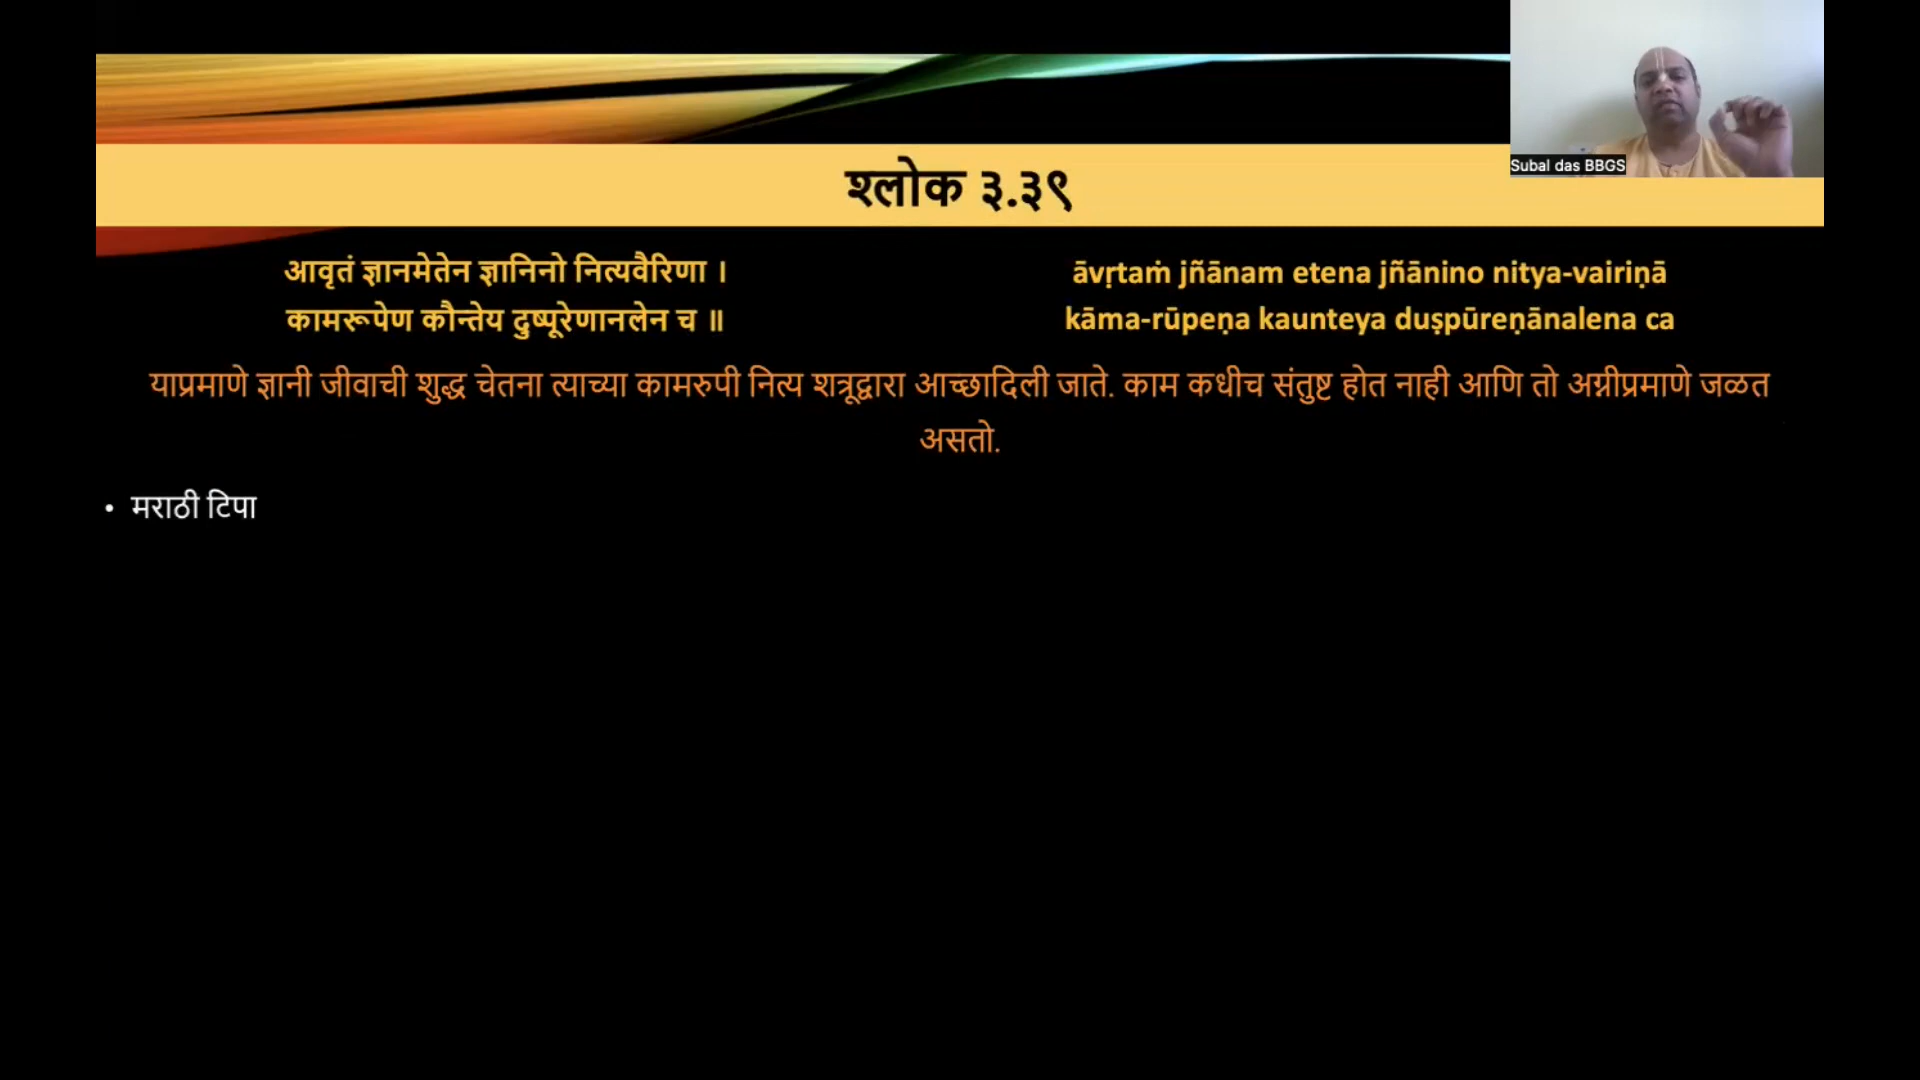 Subal das BBGS
श्लोक ३.३९
आवृतं ज्ञानमेतेन ज्ञानिनो नित्यवैरिणा ।
कामरूपेण कौन्तेय दुष्पूरेणानलेन च ॥
āvṛtaṁ jñānam etena jñānino nitya-vairiṇā
kāma-rūpeṇa kaunteya duṣpūreṇānalena ca
याप्रमाणे ज्ञानी जीवाची शुद्ध चेतना त्याच्या कामरुपी नित्य शत्रूद्वारा आच्छादिली जाते. काम कधीच संतुष्ट होत नाही आणि तो अग्नीप्रमाणे जळत
असतो.
• मराठी टिपा